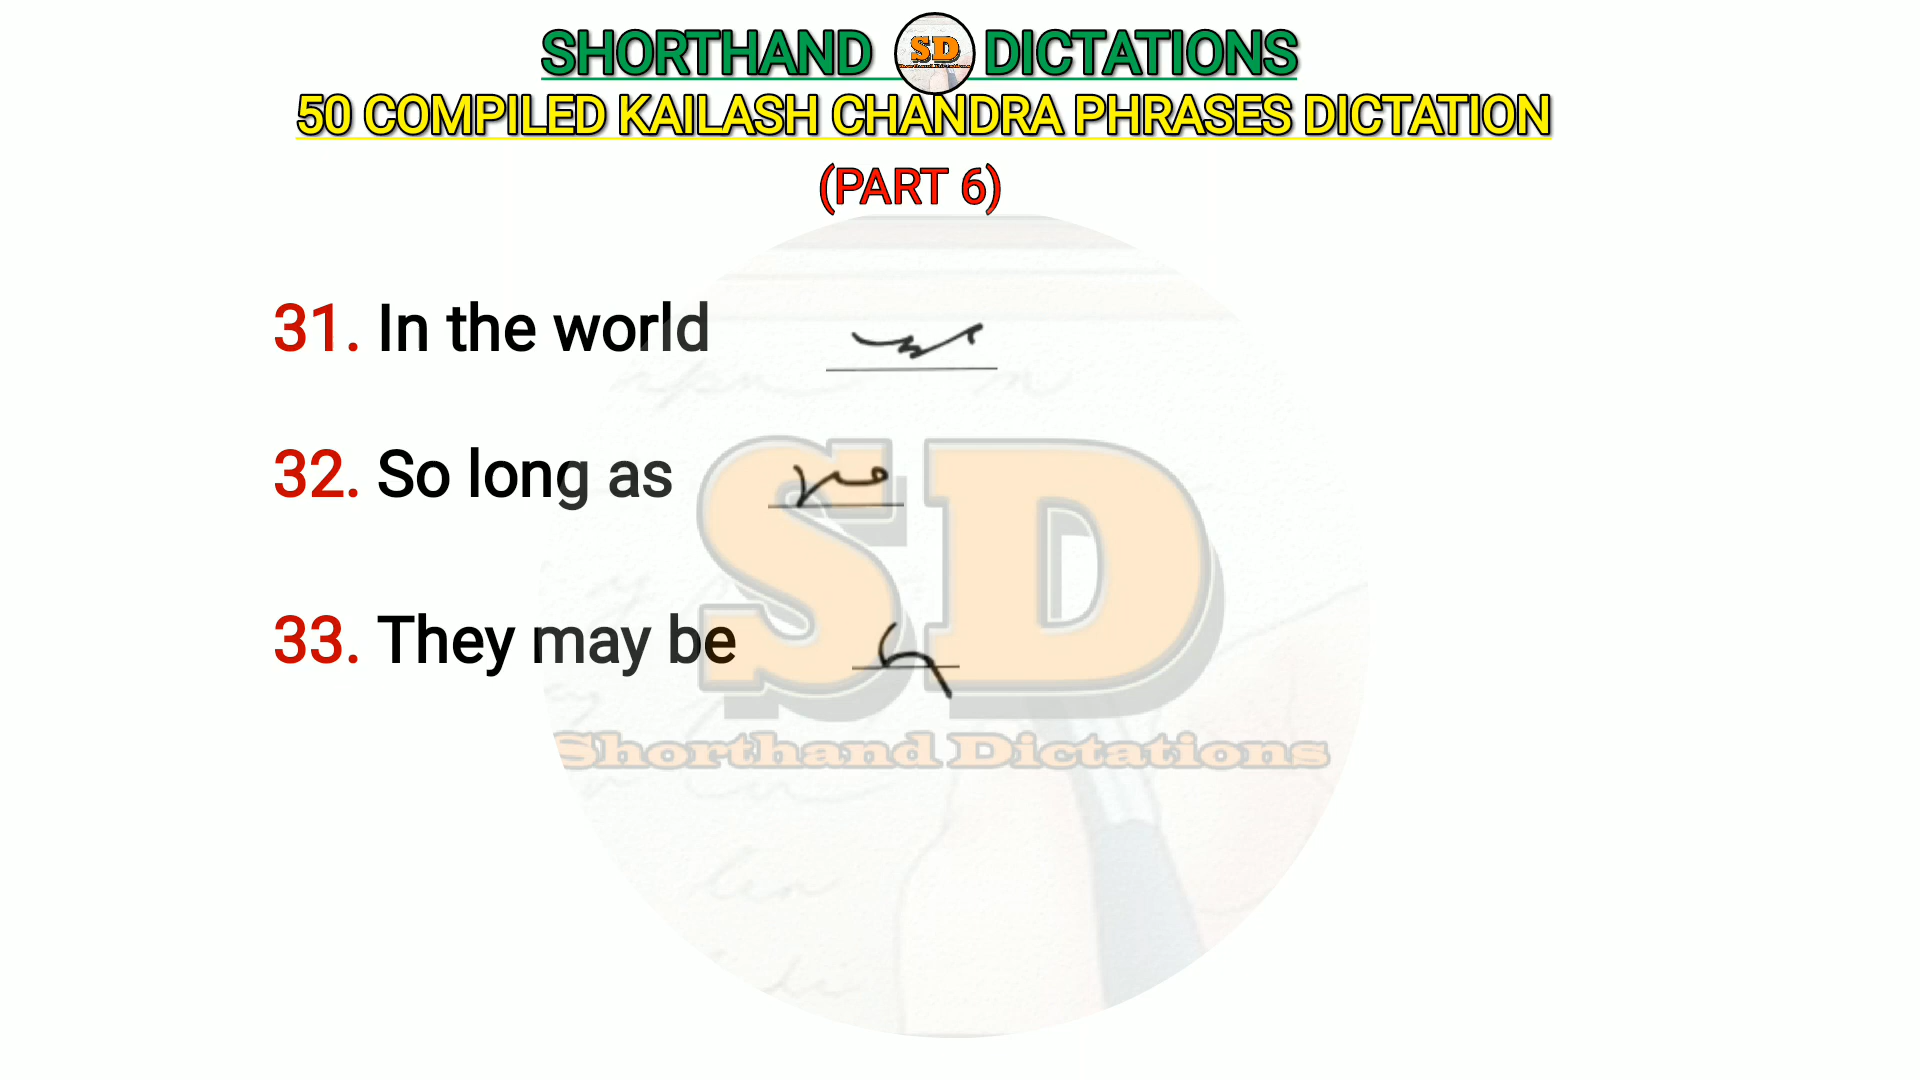 SHORTHAND SD DICTATIONS
50 COMPILED KAILASH CHANDRA PHRASES DICTATION
(PART 6)
31. In the world
32. So long as
33. They may be
SD
Shorthand Dictations